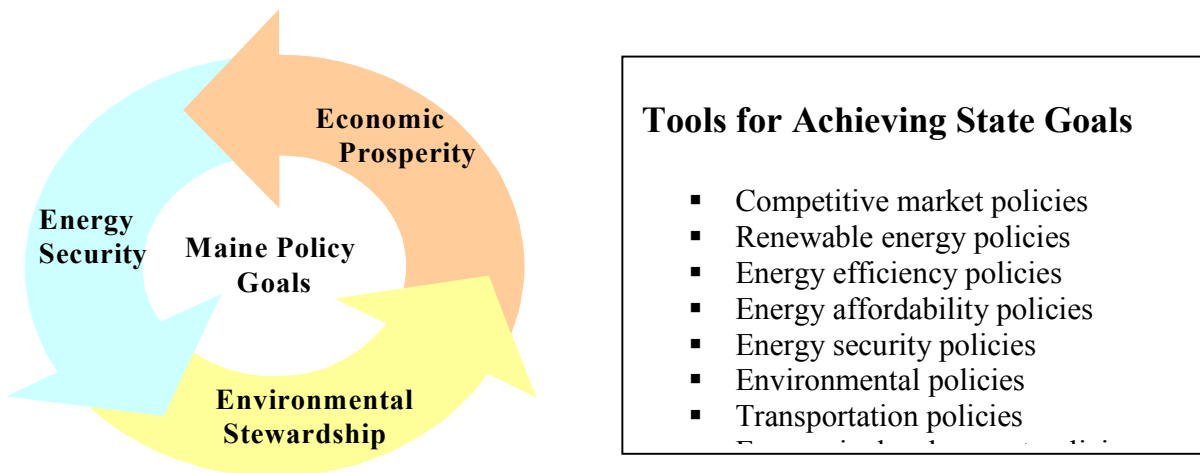 Economic
Prosperity
Energy
Security
Maine Policy
Goals
Environmental
Stewardship
Tools for Achieving State Goals
▪ Competitive market policies
▪ Renewable energy policies
▪ Energy efficiency policies
▪ Energy affordability policies
▪ Energy security policies
▪ Environmental policies
▪ Transportation policies